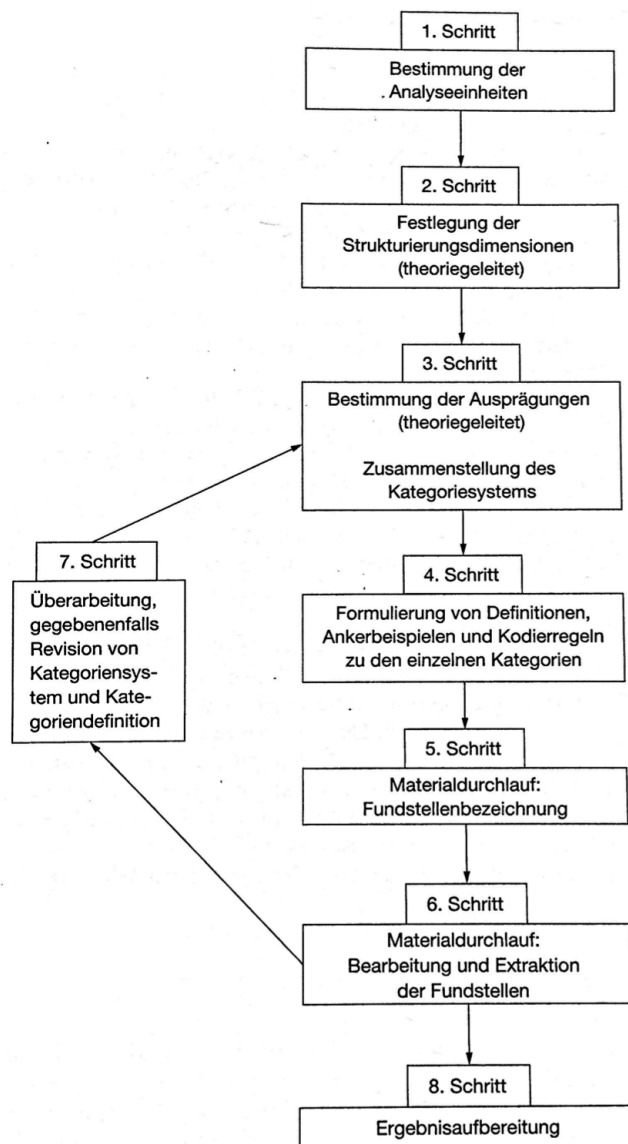 1. Schritt
Bestimmung der
Analyseeinheiten
2. Schritt
Festlegung der
Strukturierungsdimensionen
(theoriegeleitet)
3. Schritt
Bestimmung der Ausprägungen
(theoriegeleitet)
Zusammenstellung des
Kategoriesystems
4. Schritt
Formulierung von Definitionen,
Ankerbeispielen und Kodierregeln
zu den einzelnen Kategorien
5. Schritt
Materialdurchlauf:
Fundstellenbezeichnung
6. Schritt
Materialdurchlauf:
Bearbeitung und Extraktion
der Fundstellen
7. Schritt
Überarbeitung,
gegebenenfalls
Revision von
Kategoriensys-
tem und Kate-
goriendefinition
8. Schritt
Ergebnisaufbereitung